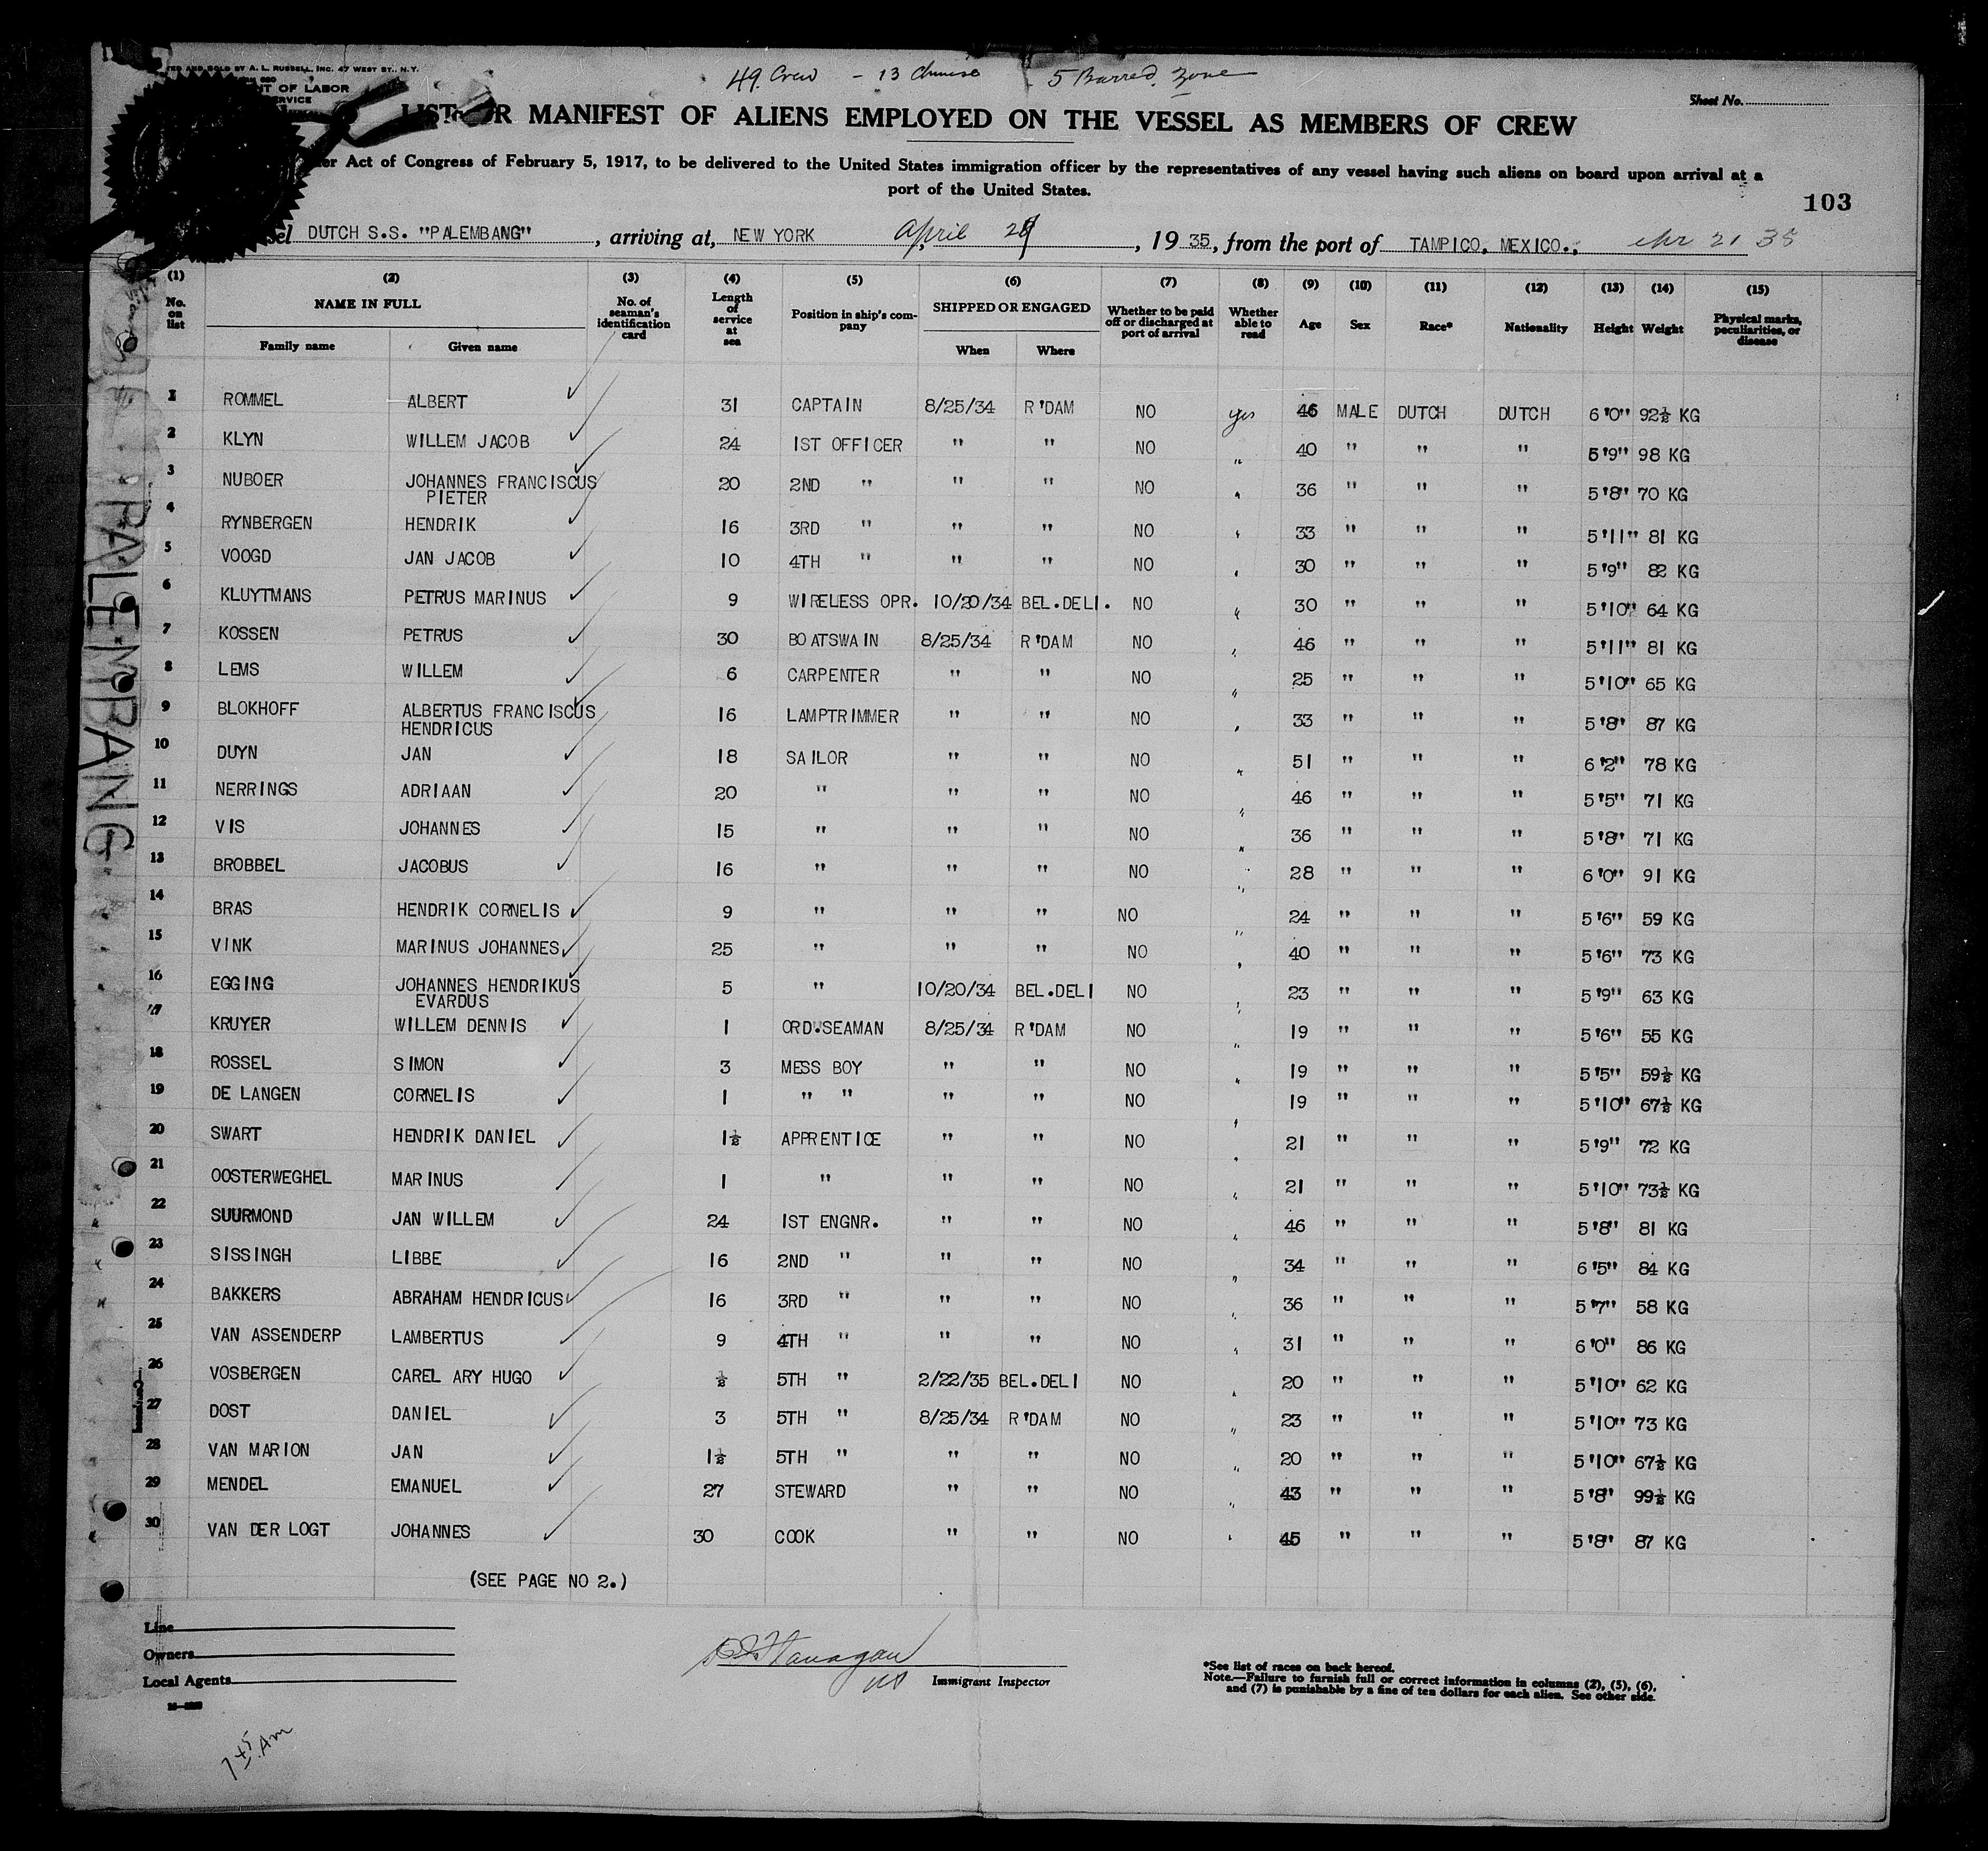 TED AND SOLD BY A. L. RUSSELL, INC. 47 WEST ST., N. Y.
T OF LABOR
ERVICE
49 Crew - 13 Chinese 5 Barred Zone
Sheet No.
LIST OR MANIFEST OF ALIENS EMPLOYED ON THE VESSEL AS MEMBERS OF CREW
er Act of Congress of February 5, 1917, to be delivered to the United States immigration officer by the representatives of any vessel having such aliens on board upon arrival at a
port of the United States.
103
sel DUTCH S.S. "PALEMBANG", arriving at, NEW YORK April , 19 35, from the port of TAMPICO, MEXICO., Apr 21 35
(1) (2) (3) (4) (5) (6) (7) (8) (9) (10) (11) (12) (13) (14) (15)
No. on list NAME IN FULL Family name Given name No. of seaman's identification card Length of service at sea Position in ship's company SHIPPED OR ENGAGED When Where Whether to be paid off or discharged at port of arrival Whether able to read Age Sex Race* Nationality Height Weight Physical marks, peculiarities, or disease
1 ROMMEL ALBERT 31 CAPTAIN 8/25/34 R'DAM NO yes 46 MALE DUTCH DUTCH 6'0" 92½ KG
2 KLYN WILLEM JACOB 24 1ST OFFICER " " NO " 40 " " " 5'9" 98 KG
3 NUBOER JOHANNES FRANCISCUS PIETER 20 2ND " " " NO " 36 " " " 5'8" 70 KG
4 RYNBERGEN HENDRIK 16 3RD " " " NO " 33 " " " 5'11" 81 KG
5 VOOGD JAN JACOB 10 4TH " " " NO " 30 " " " 5'9" 82 KG
6 KLUYTMANS PETRUS MARINUS 9 WIRELESS OPR. 10/20/34 BEL.DELI. NO " 30 " " " 5'10" 64 KG
7 KOSSEN PETRUS 30 BOATSWAIN 8/25/34 R'DAM NO " 46 " " " 5'11" 81 KG
8 LEMS WILLEM 6 CARPENTER " " NO " 25 " " " 5'10" 65 KG
9 BLOKHOFF ALBERTUS FRANCISCUS HENDRICUS 16 LAMPTRIMMER " " NO " 33 " " " 5'8" 87 KG
10 DUYN JAN 18 SAILOR " " NO " 51 " " " 6'2" 78 KG
11 NERRINGS ADRIAAN 20 " " " NO " 46 " " " 5'5" 71 KG
12 VIS JOHANNES 15 " " " NO " 36 " " " 5'8" 71 KG
13 BROBBEL JACOBUS 16 " " " NO " 28 " " " 6'0" 91 KG
14 BRAS HENDRIK CORNELIS 9 " " " NO " 24 " " " 5'6" 59 KG
15 VINK MARINUS JOHANNES 25 " " " NO " 40 " " " 5'6" 73 KG
16 EGGING JOHANNES HENDRIKUS EVARDUS 5 " 10/20/34 BEL.DELI NO " 23 " " " 5'9" 63 KG
17 KRUYER WILLEM DENNIS 1 ORD.SEAMAN 8/25/34 R'DAM NO " 19 " " " 5'6" 55 KG
18 ROSSEL SIMON 3 MESS BOY " " NO " 19 " " " 5'5" 59½ KG
19 DE LANGEN CORNELIS 1 " " " " NO " 19 " " " 5'10" 67½ KG
20 SWART HENDRIK DANIEL 1½ APPRENTICE " " NO " 21 " " " 5'9" 72 KG
21 OOSTERWEGHEL MARINUS 1 " " " NO " 21 " " " 5'10" 73½ KG
22 SUURMOND JAN WILLEM 24 1ST ENGNR. " " NO " 46 " " " 5'8" 81 KG
23 SISSINGH LIBBE 16 2ND " " " NO " 34 " " " 6'5" 84 KG
24 BAKKERS ABRAHAM HENDRICUS 16 3RD " " " NO " 36 " " " 5'7" 58 KG
25 VAN ASSENDERP LAMBERTUS 9 4TH " " " NO " 31 " " " 6'0" 86 KG
26 VOSBERGEN CAREL ARY HUGO ½ 5TH " 2/22/35 BEL.DELI NO " 20 " " " 5'10" 62 KG
27 DOST DANIEL 3 5TH " 8/25/34 R'DAM NO " 23 " " " 5'10" 73 KG
28 VAN MARION JAN 1½ 5TH " " " NO " 20 " " " 5'10" 67½ KG
29 MENDEL EMANUEL 27 STEWARD " " NO " 43 " " " 5'8" 99½ KG
30 VAN DER LOGT JOHANNES 30 COOK " " NO " 45 " " " 5'8" 87 KG
(SEE PAGE NO 2.)
PALEMBANG
Line
Owners
Local Agents
Flanagan
Immigrant Inspector
*See list of races on back hereof.
Note.—Failure to furnish full or correct information in columns (2), (5), (6),
and (7) is punishable by a fine of ten dollars for each alien. See other side.
7 45 Am